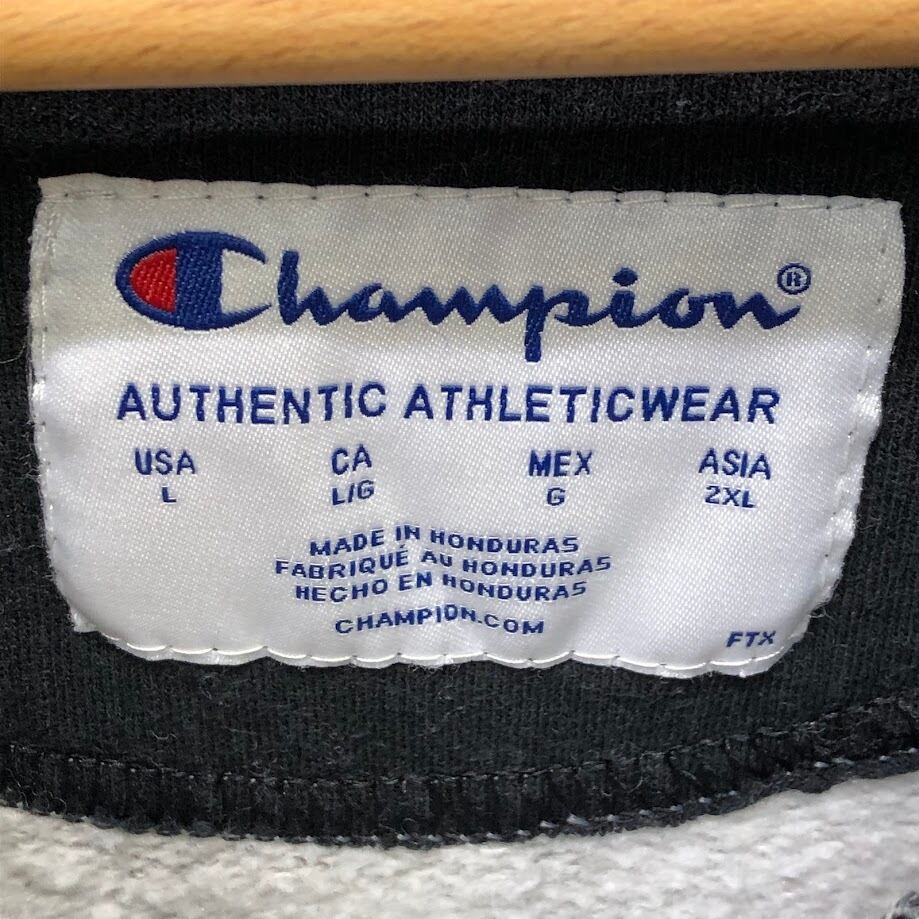 Champion®
AUTHENTIC ATHLETICWEAR
USA CA MEX ASIA
L L/G G 2XL
MADE IN HONDURAS
FABRIQUÉ AU HONDURAS
HECHO EN HONDURAS
CHAMPION.COM
FTX